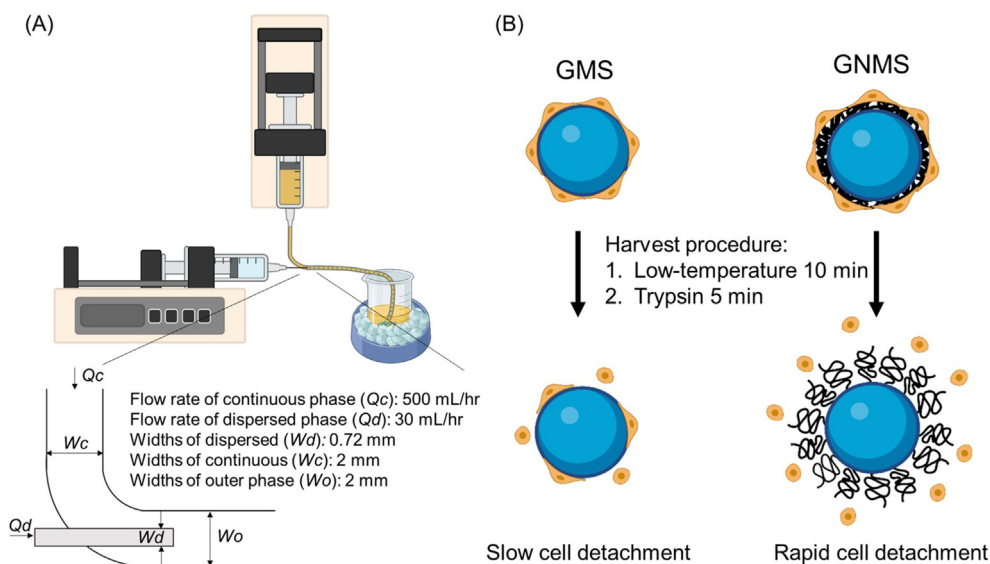 (A)
Qc
Flow rate of continuous phase (Qc): 500 mL/hr
Flow rate of dispersed phase (Qd): 30 mL/hr
Widths of dispersed (Wd): 0.72 mm
Widths of continuous (Wc): 2 mm
Widths of outer phase (Wo): 2 mm
Wc
Qd
Wd
Wo
(B)
GMS
GNMS
Harvest procedure:
1. Low-temperature 10 min
2. Trypsin 5 min
Slow cell detachment
Rapid cell detachment